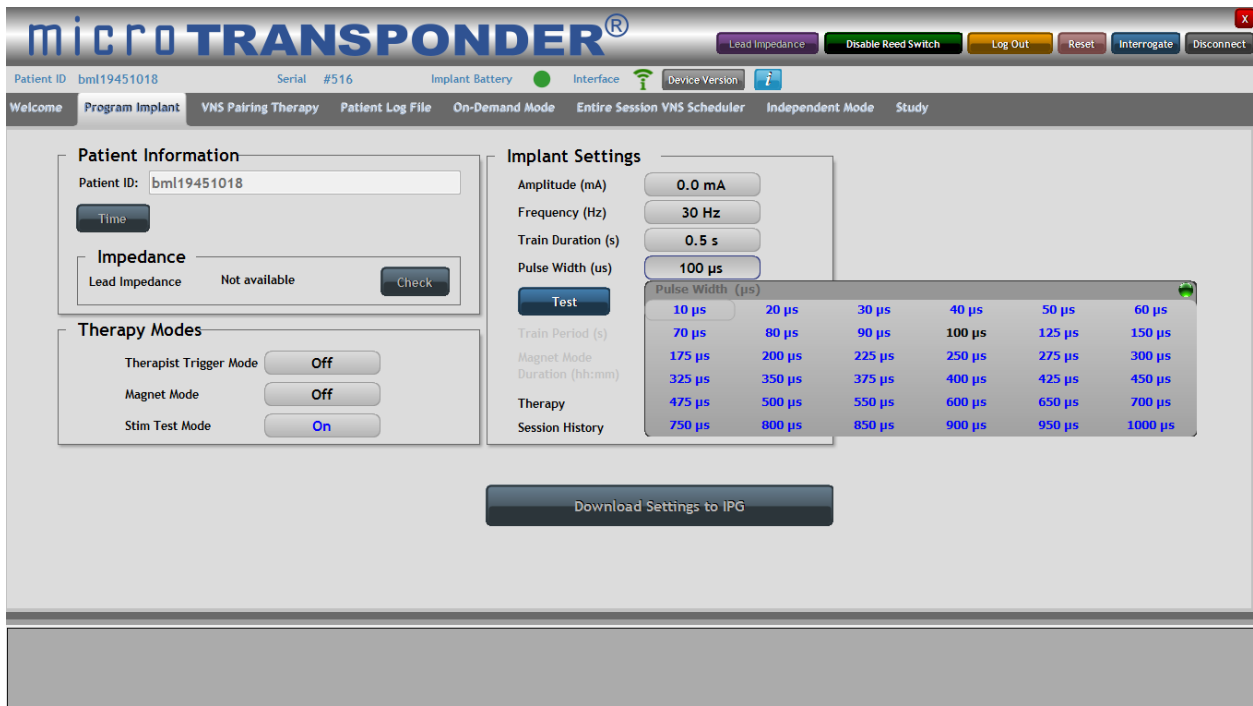 microTRANSPONDER®
X
Lead Impedance Disable Reed Switch Log Out Reset Interrogate Disconnect
Patient ID bml19451018 Serial #516 Implant Battery Interface Device Version i
Welcome Program Implant VNS Pairing Therapy Patient Log File On-Demand Mode Entire Session VNS Scheduler Independent Mode Study
Patient Information
Patient ID: bml19451018
Time
Impedance
Lead Impedance Not available Check
Therapy Modes
Therapist Trigger Mode Off
Magnet Mode Off
Stim Test Mode On
Implant Settings
Amplitude (mA) 0.0 mA
Frequency (Hz) 30 Hz
Train Duration (s) 0.5 s
Pulse Width (us) 100 µs
Test
Train Period (s)
Magnet Mode
Duration (hh:mm)
Therapy
Session History
Pulse Width (µs)
10 µs 20 µs 30 µs 40 µs 50 µs 60 µs
70 µs 80 µs 90 µs 100 µs 125 µs 150 µs
175 µs 200 µs 225 µs 250 µs 275 µs 300 µs
325 µs 350 µs 375 µs 400 µs 425 µs 450 µs
475 µs 500 µs 550 µs 600 µs 650 µs 700 µs
750 µs 800 µs 850 µs 900 µs 950 µs 1000 µs
Download Settings to IPG